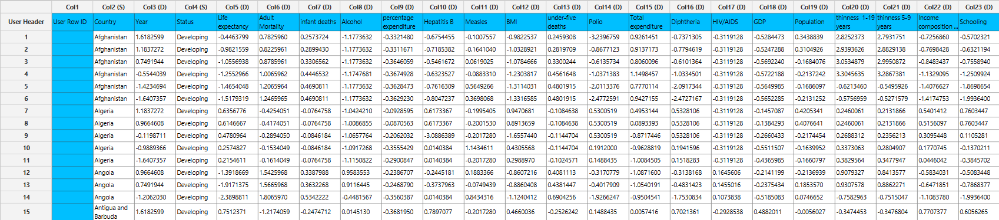 Col1 Col2 (S) Col3 (D) Col4 (S) Col5 (D) Col6 (D) Col7 (D) Col8 (D) Col9 (D) Col10 (D) Col11 (D) Col12 (D) Col13 (D) Col14 (D) Col15 (D) Col16 (D) Col17 (D) Col18 (D) Col19 (D) Col20 (D) Col21 (D) Col22 (D) Col23 (D)
User Header User Row ID Country Year Status Life expectancy Adult Mortality infant deaths Alcohol percentage expenditure Hepatitis B Measles BMI under-five deaths Polio Total expenditure Diphtheria HIV/AIDS GDP Population thinness 1-19 years thinness 5-9 years Income composition ... Schooling
1 Afghanistan 1.6182599 Developing -0.4463799 0.7825960 0.2573724 -1.1773632 -0.3321480 -0.6754455 -0.1007557 -0.9822537 0.2459308 -3.2396759 0.9261451 -0.7371305 -0.3119128 -0.5284473 0.3438839 2.8252373 2.7931751 -0.7256860 -0.5702321
2 Afghanistan 1.1837272 Developing -0.9821559 0.8225961 0.2899430 -1.1773632 -0.3311671 -0.7185382 -0.1641040 -1.0328921 0.2819709 -0.8677123 0.9137173 -0.7794619 -0.3119128 -0.5247288 0.3104926 2.9393626 2.8829138 -0.7698428 -0.6321194
3 Afghanistan 0.7491944 Developing -1.0556938 0.8785961 0.3306562 -1.1773632 -0.3646059 -0.5461672 0.0619025 -1.0784666 0.3300244 -0.6135734 0.8060096 -0.6101364 -0.3119128 -0.5692240 -0.1684076 3.0534879 2.9950872 -0.8483437 -0.7558940
4 Afghanistan -0.5544039 Developing -1.2552966 1.0065962 0.4446532 -1.1747681 -0.3674928 -0.6323527 -0.0883310 -1.2303817 0.4561648 -1.0371383 1.1498457 -1.0334501 -0.3119128 -0.5722188 -0.2137242 3.3045635 3.2867381 -1.1329095 -1.2509924
5 Afghanistan -1.4234694 Developing -1.4654048 1.2065964 0.4690811 -1.1773632 -0.3628473 -0.7616309 0.5649266 -1.3114031 0.4801915 -2.0113376 0.7770114 -2.0917344 -0.3119128 -0.5649985 -0.1686097 -0.6213460 -0.5495926 -1.4076627 -1.8698654
6 Afghanistan -1.6407357 Developing -1.5179319 1.2465965 0.4690811 -1.1773632 -0.3629230 -0.8047237 0.3698068 -1.3316585 0.4801915 -2.4772591 0.9427155 -2.4727167 -0.3119128 -0.5652285 -0.2131252 -0.5756959 -0.5271579 -1.4174753 -1.9936400
7 Algeria 1.1837272 Developing 0.6356776 -0.4254051 -0.0764758 -1.0424210 -0.0928595 0.6173367 -0.1995405 0.9470681 -0.1084638 0.5300519 0.4953144 0.5328106 -0.3119128 -0.1457087 0.4205341 0.2460061 0.2131866 0.5401412 0.7603447
8 Algeria 0.9664608 Developing 0.6146667 -0.4174051 -0.0764758 -1.0086855 -0.0870563 0.6173367 -0.2001530 0.8913659 -0.1084638 0.5300519 0.0893393 0.5328106 -0.3119128 -0.1384293 0.4076641 0.2460061 0.2131866 0.5156097 0.7603447
9 Algeria -0.1198711 Developing 0.4780964 -0.2894050 -0.0846184 -1.0657764 -0.2062032 -3.0886389 -0.2017280 -1.6557440 -0.1144704 0.5300519 -0.8717446 0.5328106 -0.3119128 -0.2660433 -0.2174454 0.2688312 0.2356213 0.3095448 0.1105281
10 Algeria -0.9889366 Developing 0.2574827 -0.1534049 -0.0846184 -1.0917268 -0.3555429 0.0140384 1.1434611 0.4305568 -0.1144704 0.1912000 -0.9628819 0.1941596 -0.3119128 -0.5511507 -0.1639952 0.3373063 0.2804907 0.1770745 -0.1370211
11 Algeria -1.6407357 Developing 0.2154611 -0.1614049 -0.0764758 -1.1150822 -0.2900847 0.0140384 -0.2017280 0.2988970 -0.1024571 0.1488435 -1.0084505 0.1518283 -0.3119128 -0.4365985 -0.1660797 0.3829564 0.3477947 0.0446042 -0.3845702
12 Angola 0.9664608 Developing -1.3918669 1.5425968 0.3387988 0.9583553 -0.2386707 -0.2445181 0.1883366 -0.8607216 0.4081113 -0.3170779 -1.0871600 -0.3138168 0.1645606 -0.2141199 -0.2136939 0.9079327 0.8413577 -0.5834031 -0.5083448
13 Angola 0.7491944 Developing -1.9171375 1.5665968 0.3632268 0.9116445 -0.2468790 -0.3737963 -0.0749439 -0.8860408 0.4381447 -0.4017909 -1.0540191 -0.4831423 0.1455016 -0.2375434 0.1853570 0.9307578 0.8862271 -0.6471851 -0.7868377
14 Angola -1.2062030 Developing -2.3898811 1.8065970 0.5342222 -0.4481567 -0.3560387 0.0140384 0.8434316 -1.1240412 0.6904256 -1.9266247 -0.9504541 -1.7530834 0.1073838 -0.5185083 0.0746652 -0.7582963 -0.7515047 -1.1083780 -1.9936400
15 Antigua and Barbuda 1.6182599 Developing 0.7512371 -1.2174059 -0.2474712 0.0145130 -0.3681950 0.7897077 -0.2017280 0.4660036 -0.2526242 0.1488435 0.0057416 0.7021361 -0.2928538 0.4882011 -0.0056027 -0.3474453 -0.3476804 0.7707377 0.6056265